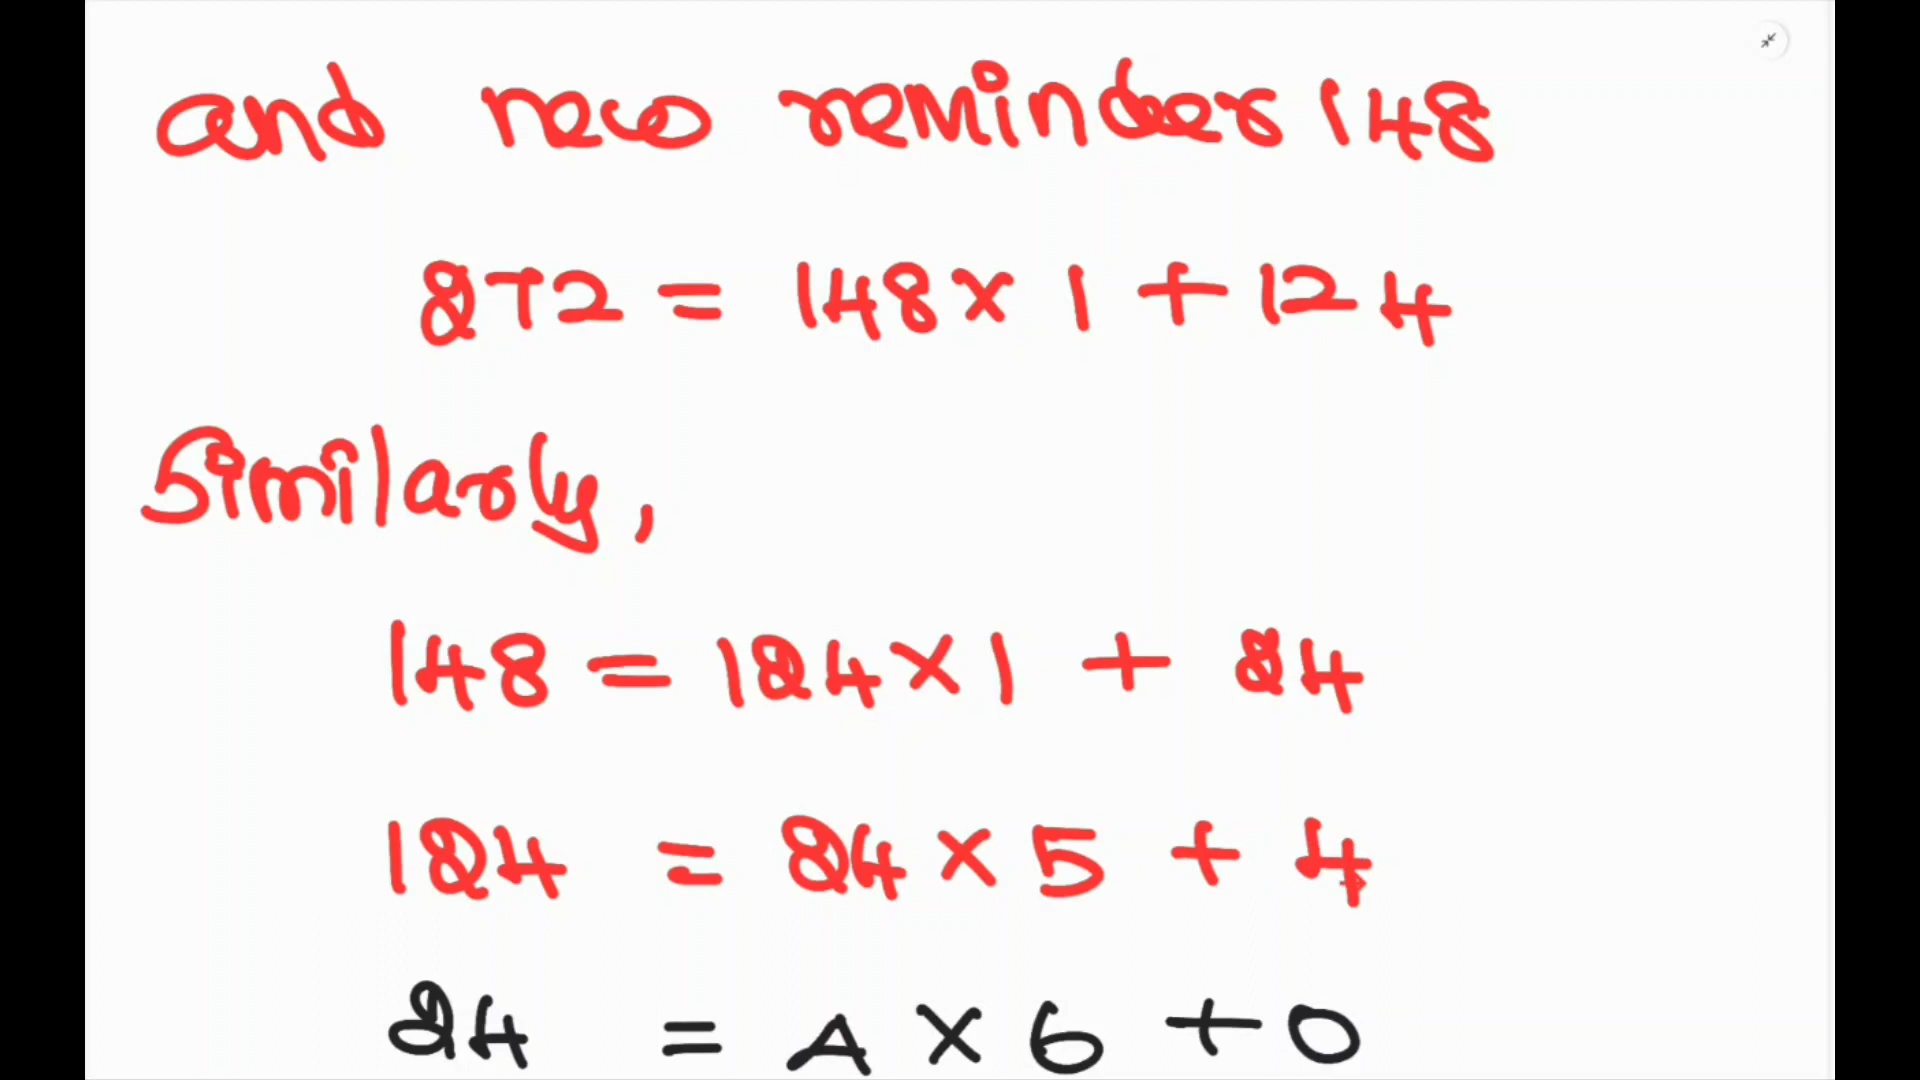 and new reminder 148
872 = 148 × 1 + 124
Similarly,
148 = 124 × 1 + 24
124 = 24 × 5 + 4
24 = 4 × 6 + 0